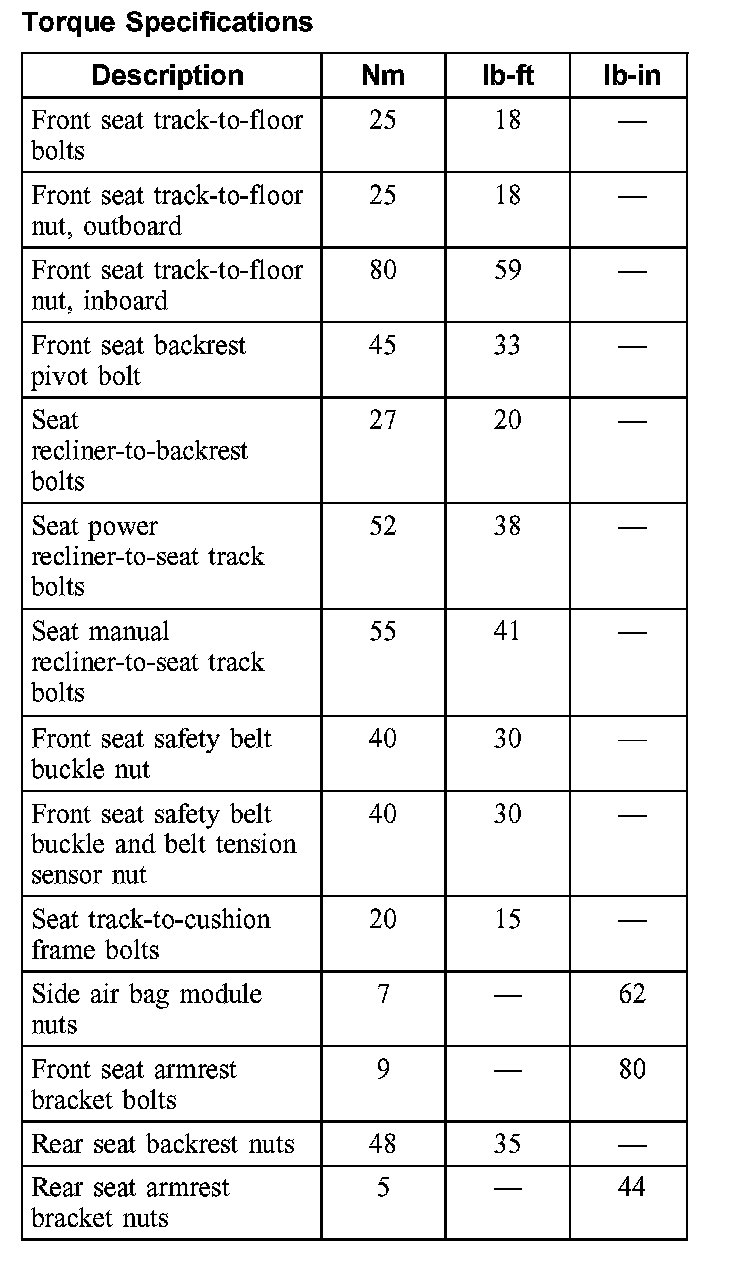 Torque Specifications
Description Nm lb-ft lb-in
Front seat track-to-floor 25 18 —
bolts
Front seat track-to-floor 25 18 —
nut, outboard
Front seat track-to-floor 80 59 —
nut, inboard
Front seat backrest 45 33 —
pivot bolt
Seat 27 20 —
recliner-to-backrest
bolts
Seat power 52 38 —
recliner-to-seat track
bolts
Seat manual 55 41 —
recliner-to-seat track
bolts
Front seat safety belt 40 30 —
buckle nut
Front seat safety belt 40 30 —
buckle and belt tension
sensor nut
Seat track-to-cushion 20 15 —
frame bolts
Side air bag module 7 — 62
nuts
Front seat armrest 9 — 80
bracket bolts
Rear seat backrest nuts 48 35 —
Rear seat armrest 5 — 44
bracket nuts